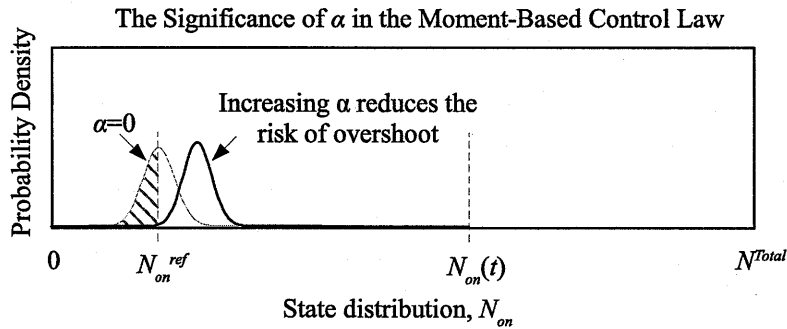 The Significance of α in the Moment-Based Control Law
Probability Density
α=0
Increasing α reduces the
risk of overshoot
0
N_on^ref
N_on(t)
N^Total
State distribution, N_on